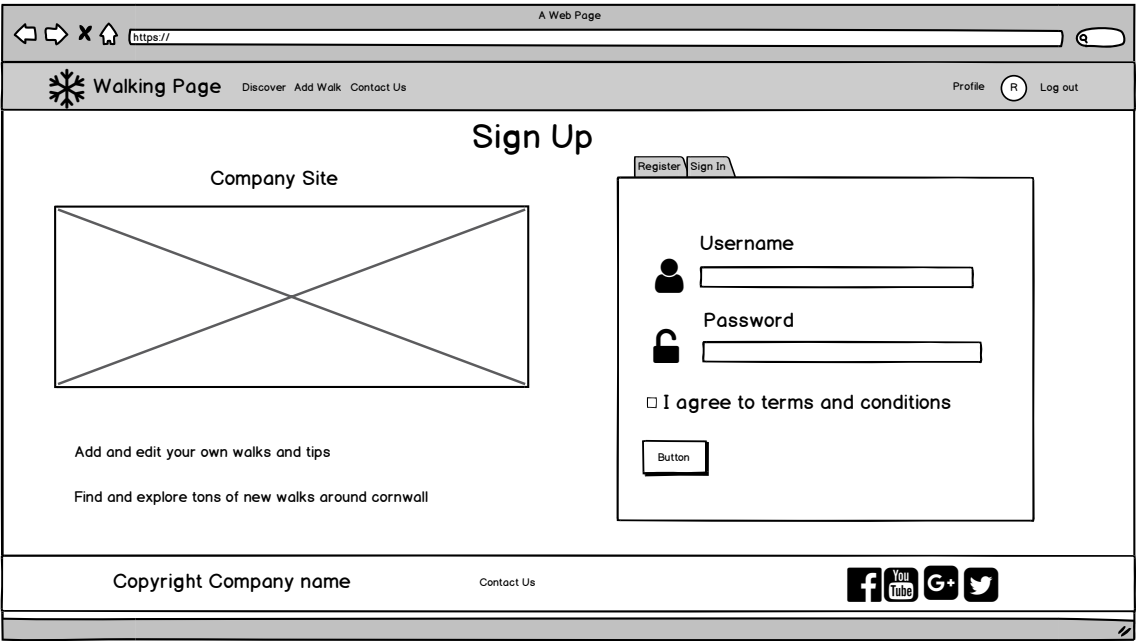 A Web Page
https://
Walking Page Discover Add Walk Contact Us Profile R Log out
Sign Up
Company Site
Register Sign In
Username
Password
I agree to terms and conditions
Button
Add and edit your own walks and tips
Find and explore tons of new walks around cornwall
Copyright Company name Contact Us
f You Tube G+